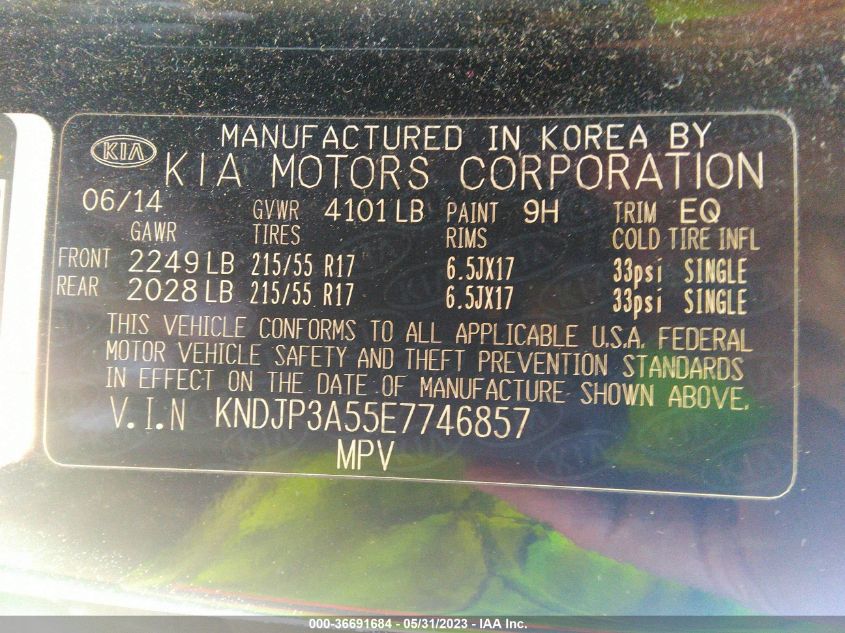 MANUFACTURED IN KOREA BY
KIA KIA MOTORS CORPORATION
06/14 GVWR 4101 LB PAINT 9H TRIM EQ
GAWR TIRES RIMS COLD TIRE INFL
FRONT 2249 LB 215/55 R17 6.5JX17 33psi SINGLE
REAR 2028 LB 215/55 R17 6.5JX17 33psi SINGLE
THIS VEHICLE CONFORMS TO ALL APPLICABLE U.S.A. FEDERAL
MOTOR VEHICLE SAFETY AND THEFT PREVENTION STANDARDS
IN EFFECT ON THE DATE OF MANUFACTURE SHOWN ABOVE.
V.I.N KNDJP3A55E7746857
MPV
000-36691684 - 05/31/2023 - IAA Inc.